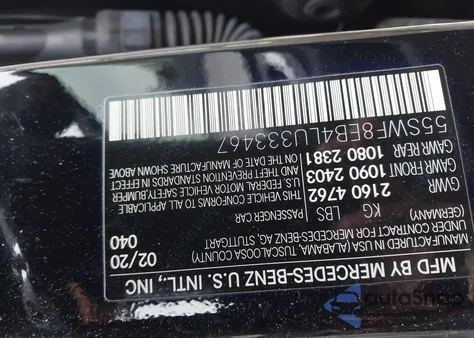 MFD BY MERCEDES-BENZ U.S. INTL., INC
MANUFACTURED IN USA (ALABAMA, TUSCALOOSA COUNTY)
UNDER CONTRACT FROM MERCEDES-BENZ AG, STUTTGART
(GERMANY)
02/20
040
KG LBS PASSENGER CAR
GVWR 2160 4762 THIS VEHICLE CONFORMS TO ALL APPLICABLE
GAWR FRONT 1090 2403 U.S. FEDERAL MOTOR VEHICLE SAFETY,BUMPER,
GAWR REAR 1080 2381 AND THEFT PREVENTION STANDARDS IN EFFECT
ON THE DATE OF MANUFACTURE SHOWN ABOVE
55SWF8EB4LU333467
autoSnap